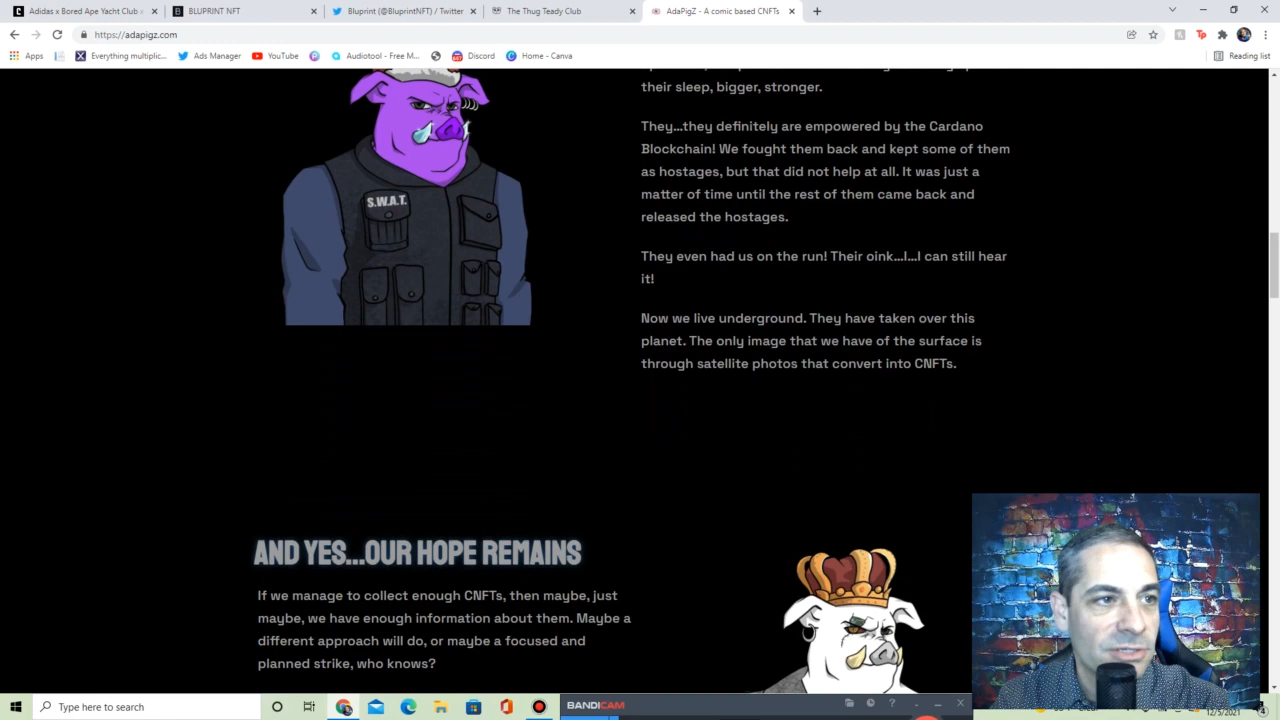 Adidas x Bored Ape Yacht Club
BLUPRINT NFT
Bluprint (@BluprintNFT) / Twitter
The Thug Teady Club
AdaPigZ - A comic based CNFTs
https://adapigz.com
Apps
Everything multiplic...
Ads Manager
YouTube
Audiotool - Free M...
Discord
Home - Canva
Reading list
their sleep, bigger, stronger.
They...they definitely are empowered by the Cardano
Blockchain! We fought them back and kept some of them
as hostages, but that did not help at all. It was just a
matter of time until the rest of them came back and
released the hostages.
S.W.A.T.
They even had us on the run! Their oink...I...I can still hear
it!
Now we live underground. They have taken over this
planet. The only image that we have of the surface is
through satellite photos that convert into CNFTs.
AND YES...OUR HOPE REMAINS
If we manage to collect enough CNFTs, then maybe, just
maybe, we have enough information about them. Maybe a
different approach will do, or maybe a focused and
planned strike, who knows?
Type here to search
BANDICAM
12/5/2021